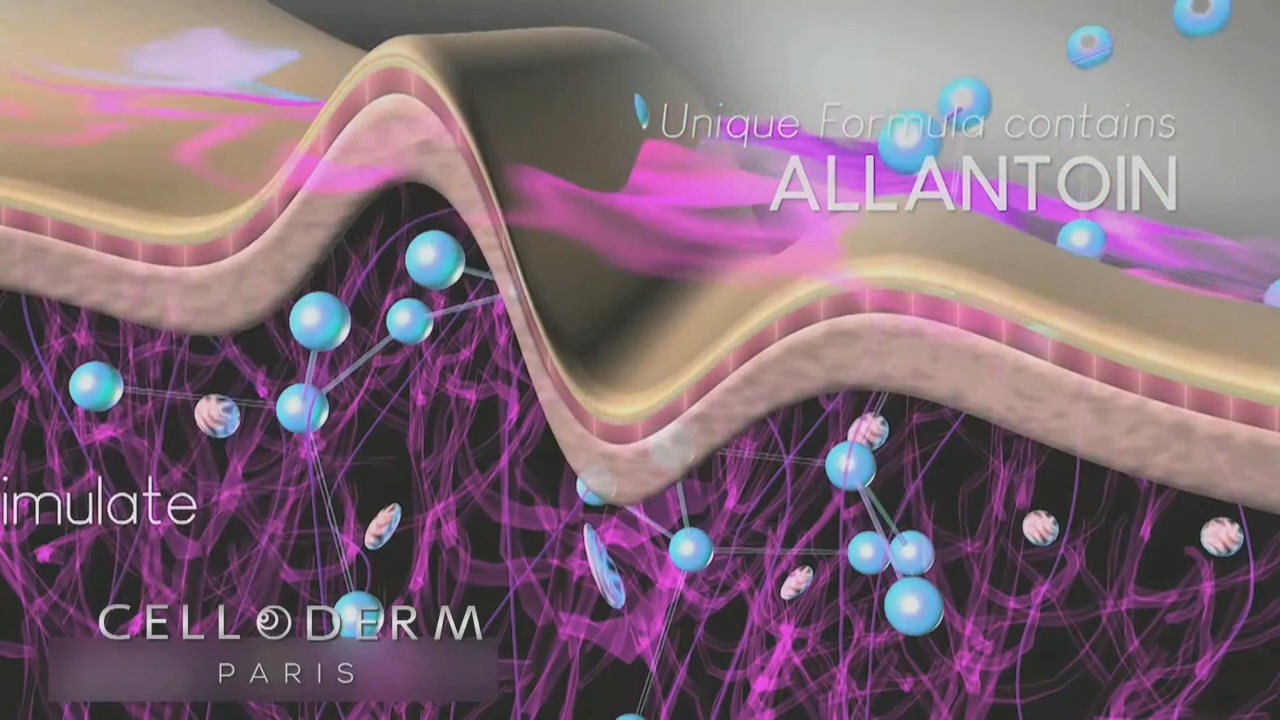 Unique Formula contains
ALLANTOIN
imulate
CELLODERM
PARIS